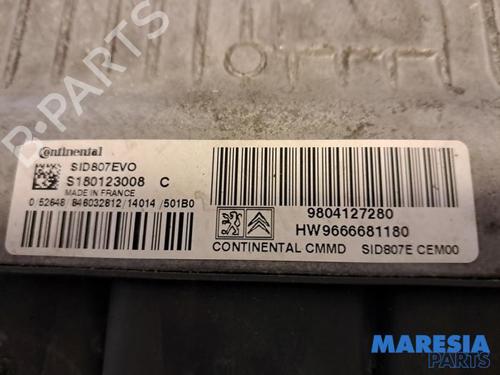 Continental
SID807EVO
S180123008 C
MADE IN FRANCE
0 / 52648 / 846032812 / 14014 / 501B0
9804127280
HW9666681180
CONTINENTAL CMMD SID807E CEM00
B-Parts
MARESIA
PARTS